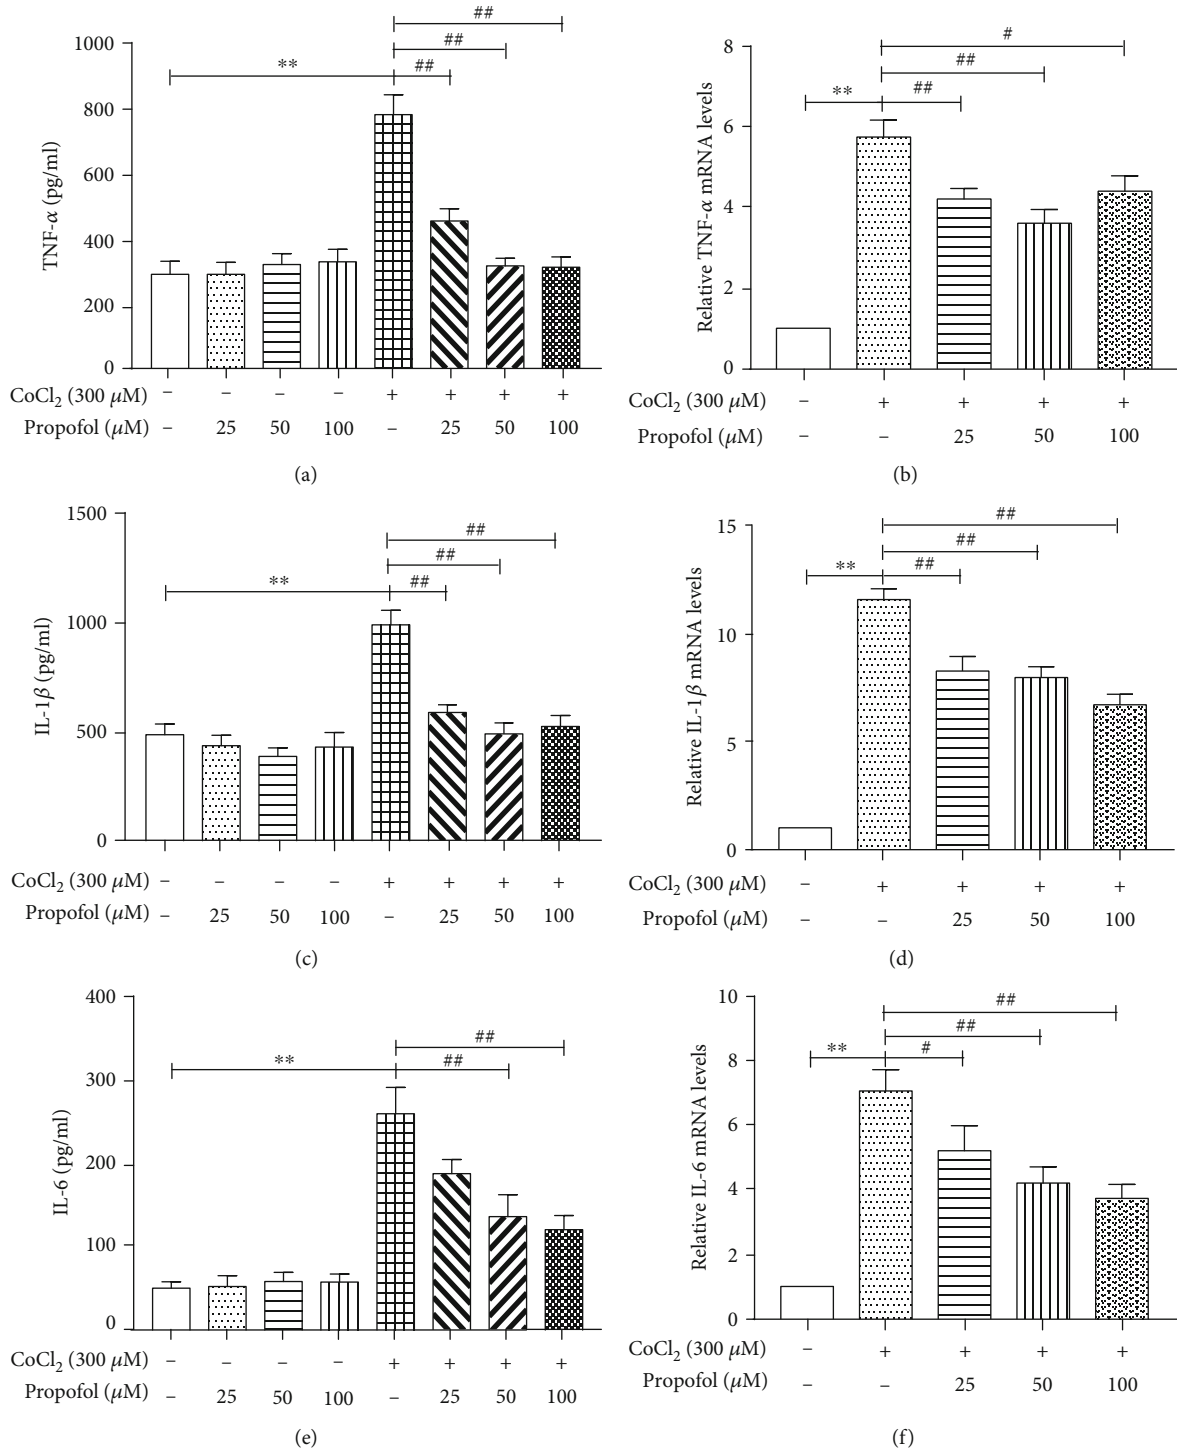 ##
##
**
##
1000
800
600
400
200
0
TNF-α (pg/ml)
CoCl2 (300 μM) – – – – + + + +
Propofol (μM) – 25 50 100 – 25 50 100
(a)
#
##
**
##
8
6
4
2
0
Relative TNF-α mRNA levels
CoCl2 (300 μM) – + + + +
Propofol (μM) – – 25 50 100
(b)
##
##
**
##
1500
1000
500
0
IL-1β (pg/ml)
CoCl2 (300 μM) – – – – + + + +
Propofol (μM) – 25 50 100 – 25 50 100
(c)
##
##
**
##
15
10
5
0
Relative IL-1β mRNA levels
CoCl2 (300 μM) – + + + +
Propofol (μM) – – 25 50 100
(d)
##
**
##
400
300
200
100
0
IL-6 (pg/ml)
CoCl2 (300 μM) – – – – + + + +
Propofol (μM) – 25 50 100 – 25 50 100
(e)
##
##
**
#
10
8
6
4
2
0
Relative IL-6 mRNA levels
CoCl2 (300 μM) – + + + +
Propofol (μM) – – 25 50 100
(f)